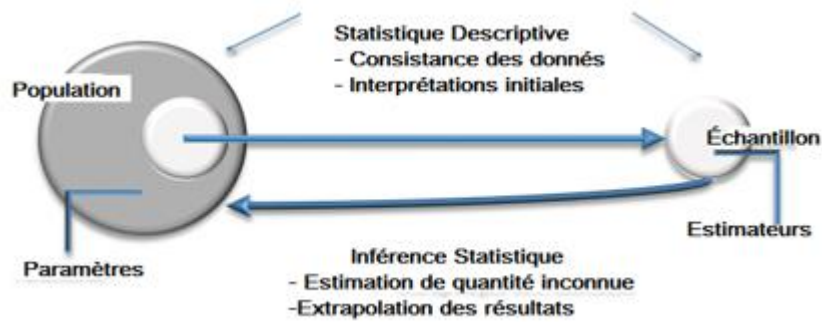 Statistique Descriptive
- Consistance des donnés
- Interprétations initiales
Population
Échantillon
Estimateurs
Paramètres
Inférence Statistique
- Estimation de quantité inconnue
-Extrapolation des résultats